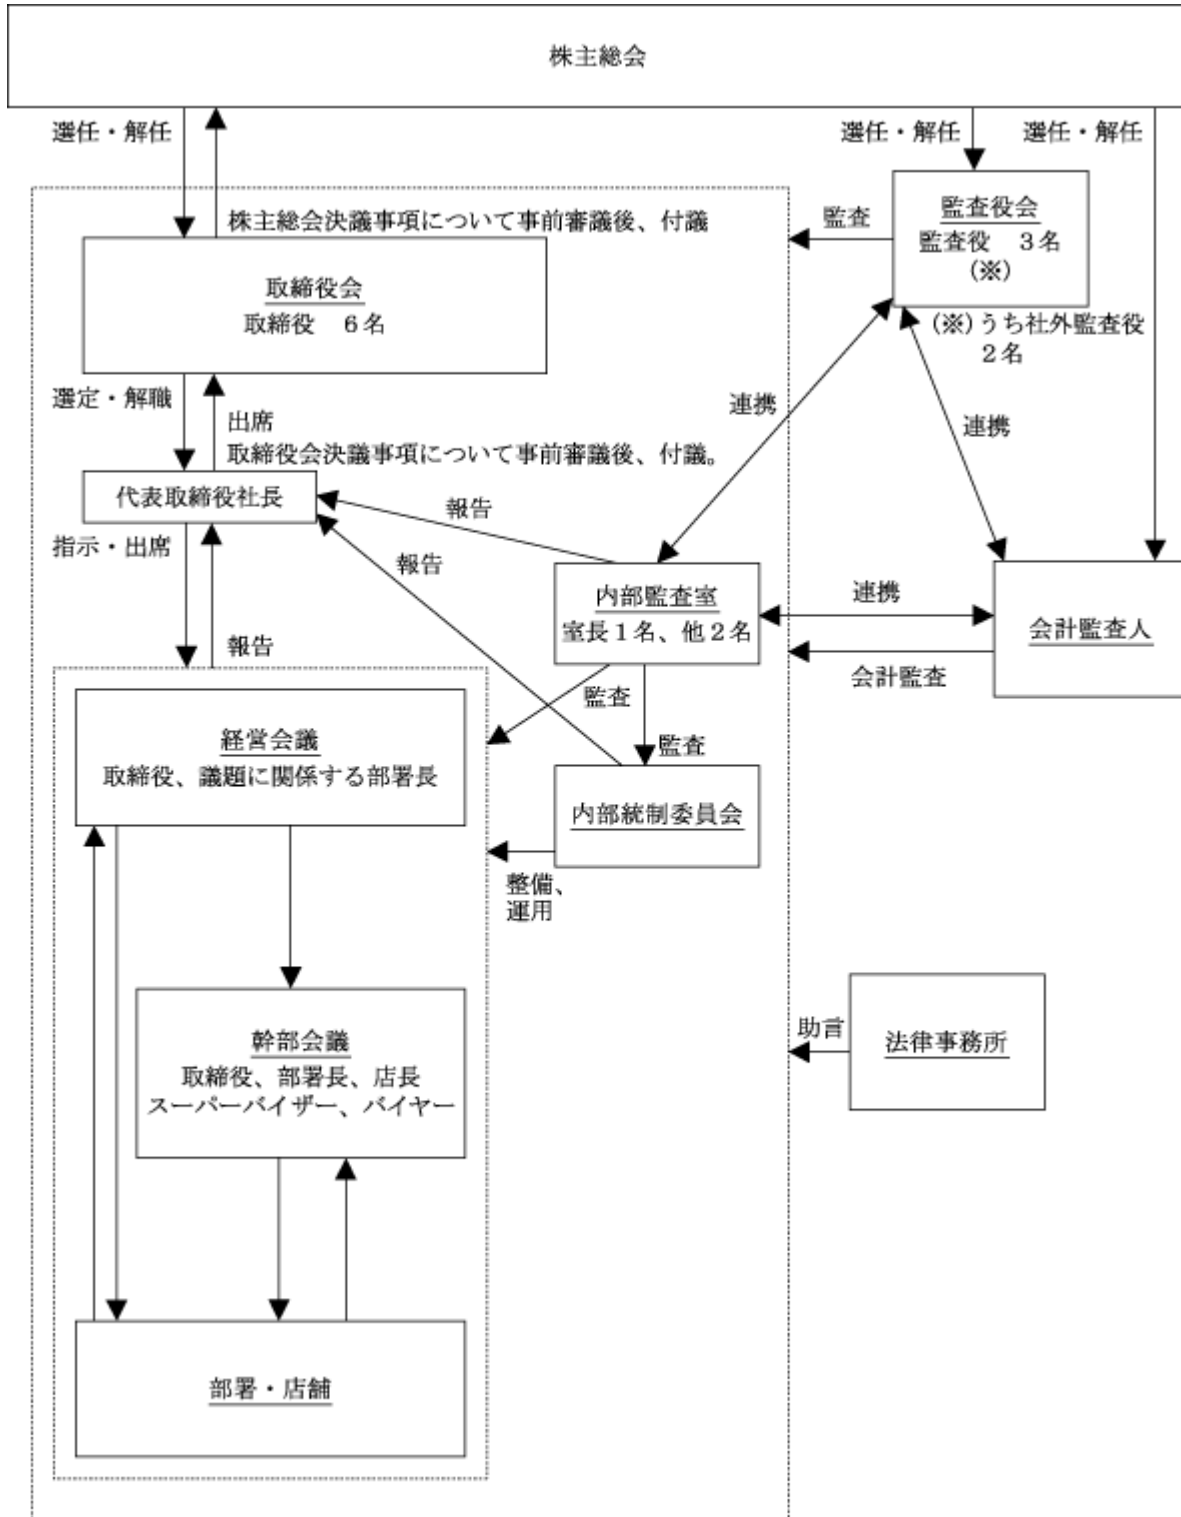 株主総会
選任・解任
選任・解任
選任・解任
株主総会決議事項について事前審議後、付議
監査
監査役会
監査役　３名
(※)
(※)うち社外監査役
２名
取締役会
取締役　６名
選定・解職
出席
取締役会決議事項について事前審議後、付議。
連携
連携
代表取締役社長
報告
指示・出席
報告
報告
内部監査室
室長１名、他２名
連携
会計監査人
会計監査
監査
監査
経営会議
取締役、議題に関係する部署長
内部統制委員会
整備、
運用
幹部会議
取締役、部署長、店長
スーパーバイザー、バイヤー
助言
法律事務所
部署・店舗